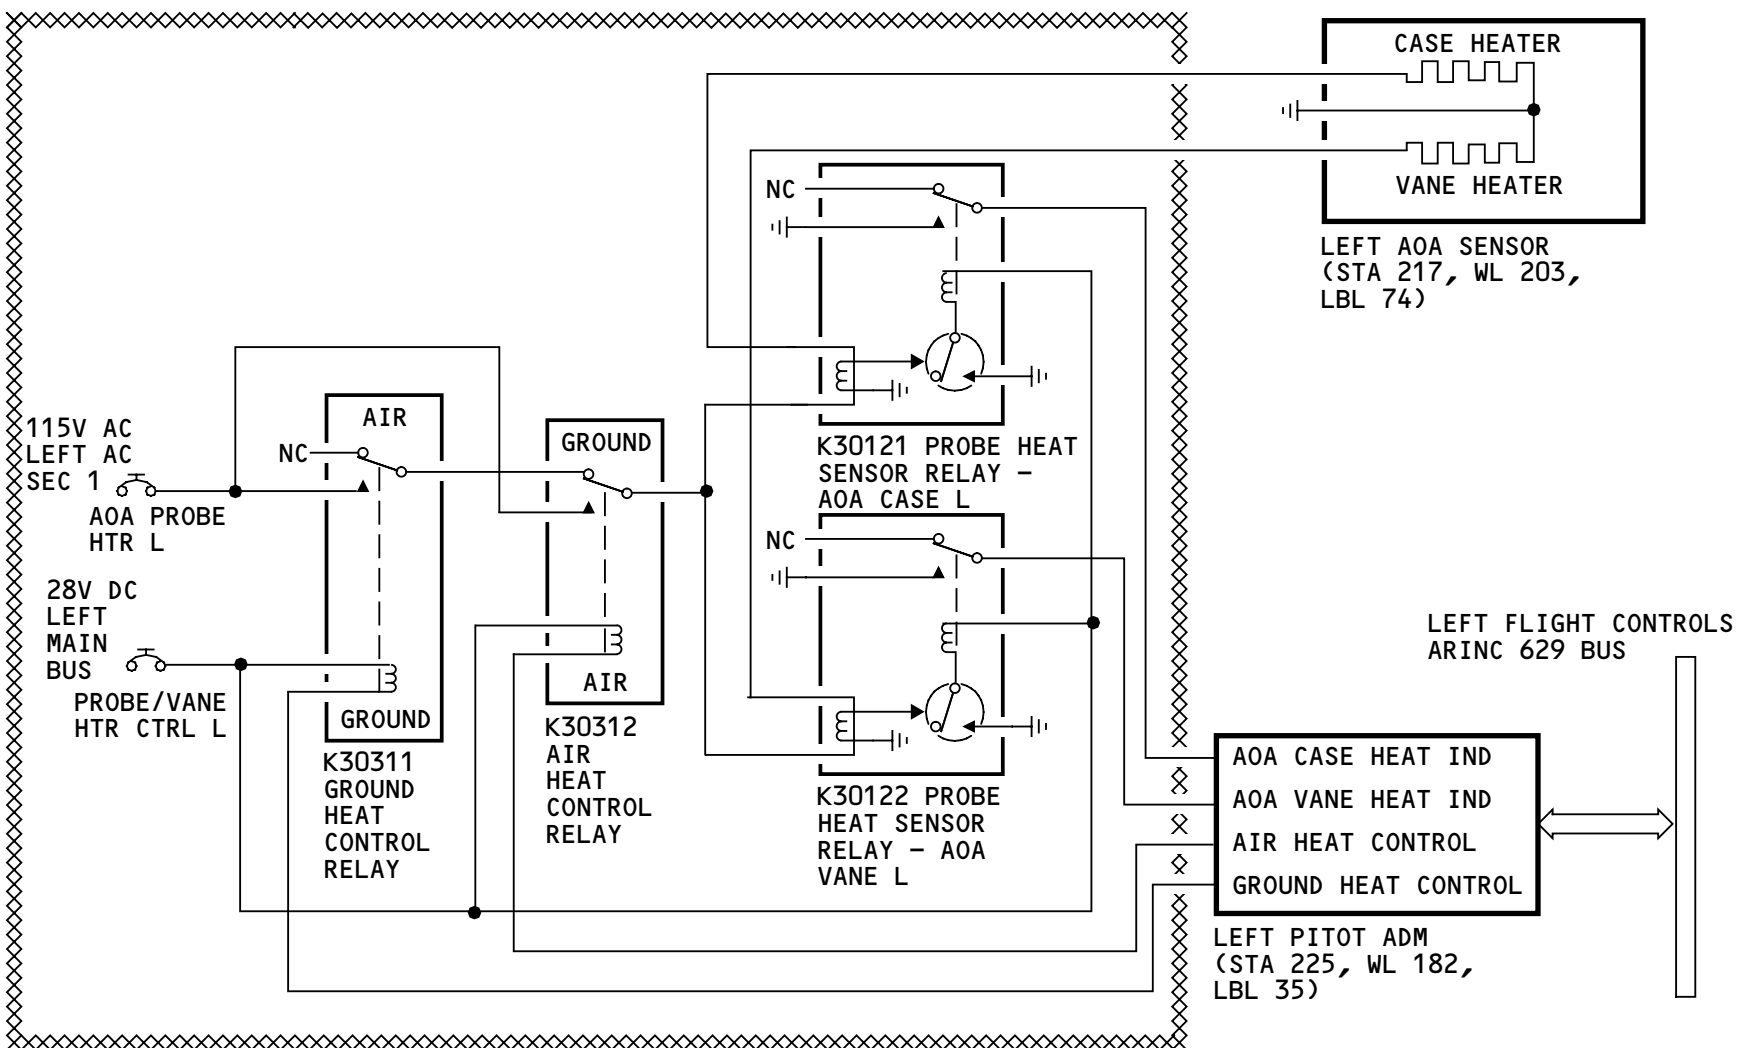 CASE HEATER
VANE HEATER
LEFT AOA SENSOR
(STA 217, WL 203,
LBL 74)
NC
K30121 PROBE HEAT
SENSOR RELAY –
AOA CASE L
115V AC
LEFT AC
SEC 1
AOA PROBE
HTR L
AIR
NC
GROUND
K30311
GROUND
HEAT
CONTROL
RELAY
GROUND
AIR
K30312
AIR
HEAT
CONTROL
RELAY
28V DC
LEFT
MAIN
BUS
PROBE/VANE
HTR CTRL L
NC
K30122 PROBE
HEAT SENSOR
RELAY – AOA
VANE L
LEFT FLIGHT CONTROLS
ARINC 629 BUS
AOA CASE HEAT IND
AOA VANE HEAT IND
AIR HEAT CONTROL
GROUND HEAT CONTROL
LEFT PITOT ADM
(STA 225, WL 182,
LBL 35)